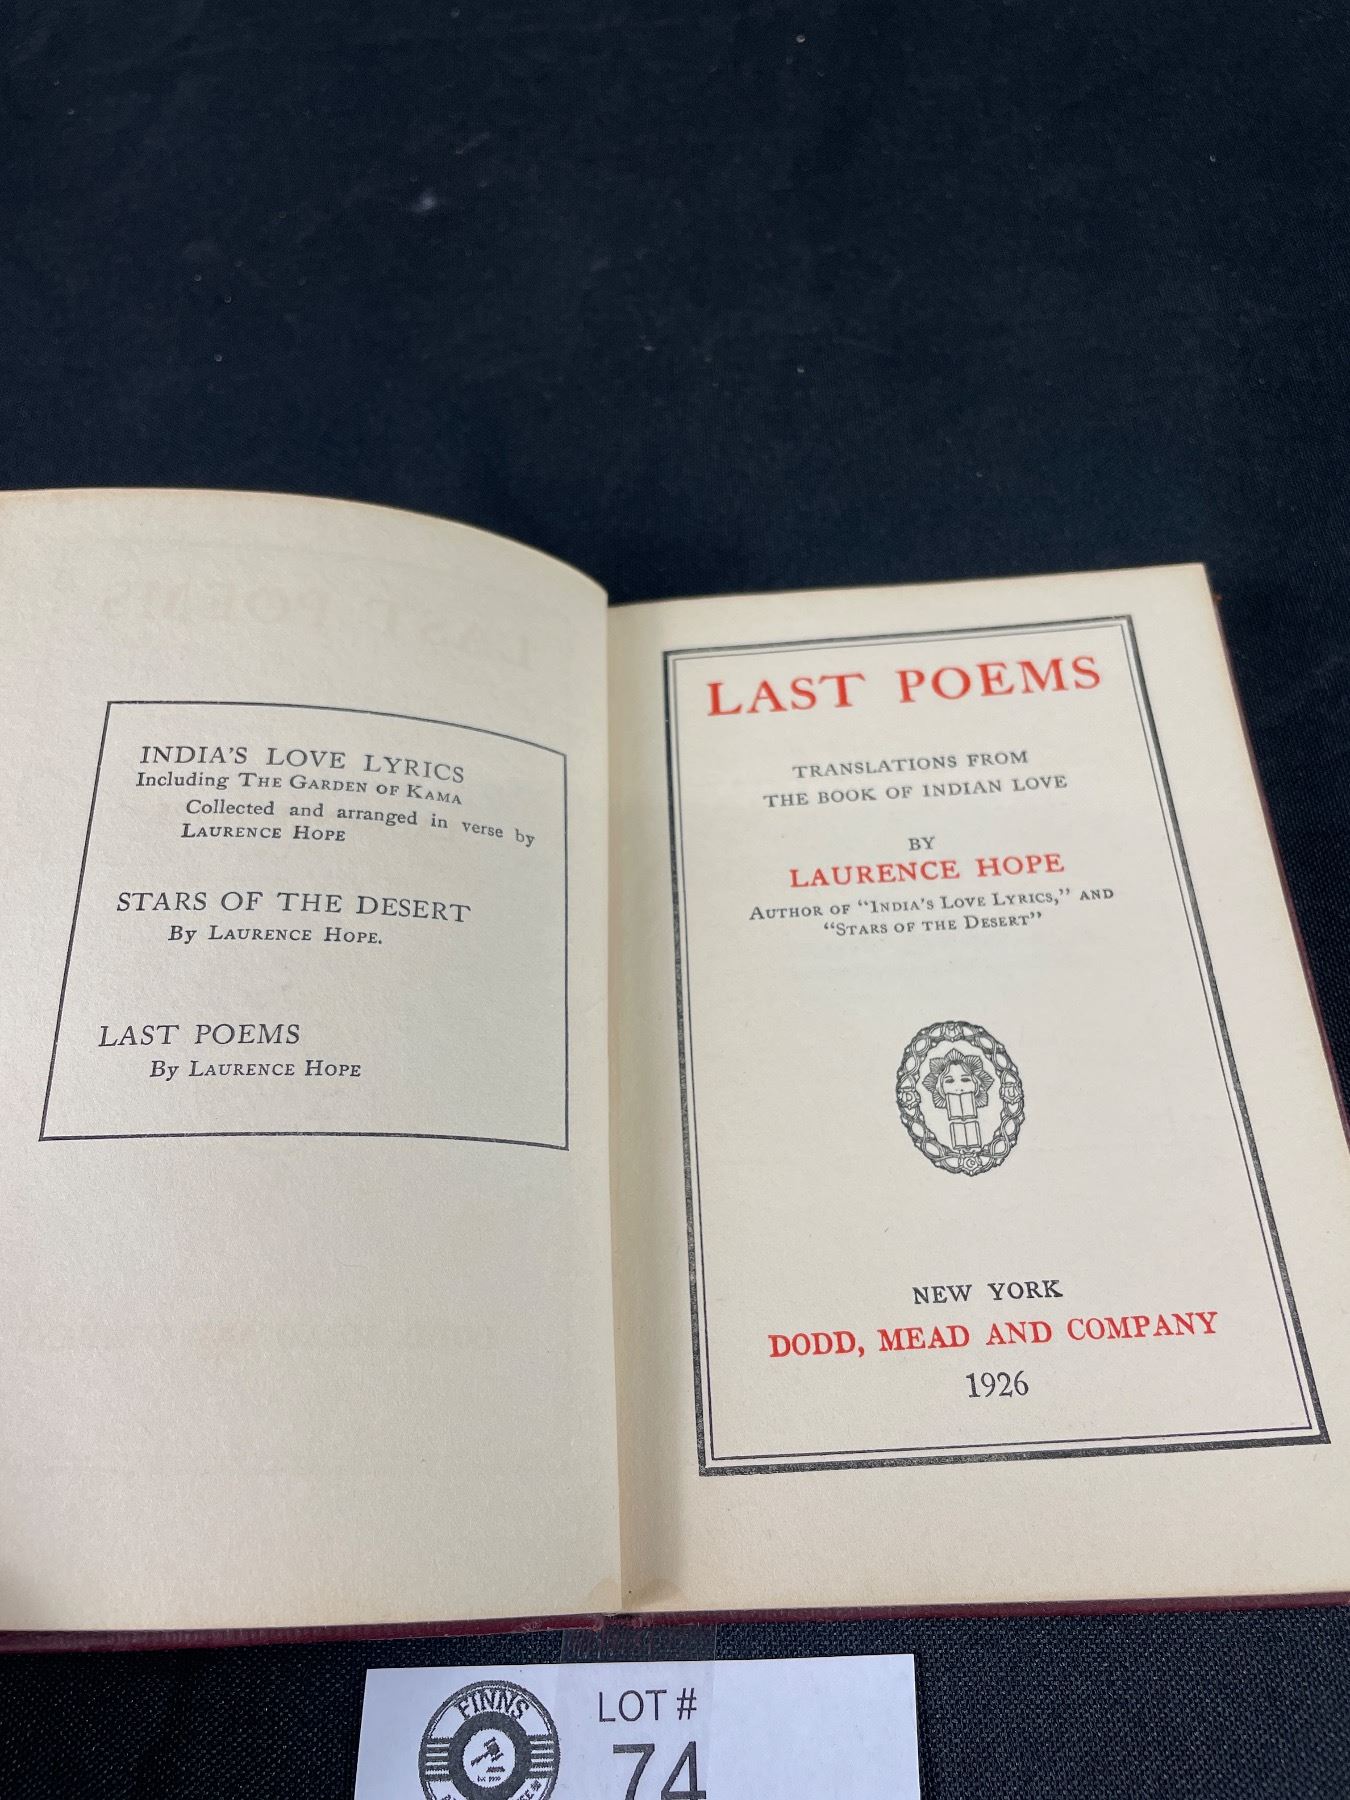 INDIA'S LOVE LYRICS
Including THE GARDEN OF KAMA
Collected and arranged in verse by
LAURENCE HOPE
STARS OF THE DESERT
By LAURENCE HOPE.
LAST POEMS
By LAURENCE HOPE
LAST POEMS
TRANSLATIONS FROM
THE BOOK OF INDIAN LOVE
BY
LAURENCE HOPE
AUTHOR OF "INDIA'S LOVE LYRICS," AND
"STARS OF THE DESERT"
NEW YORK
DODD, MEAD AND COMPANY
1926
FINNS
LOT #
74